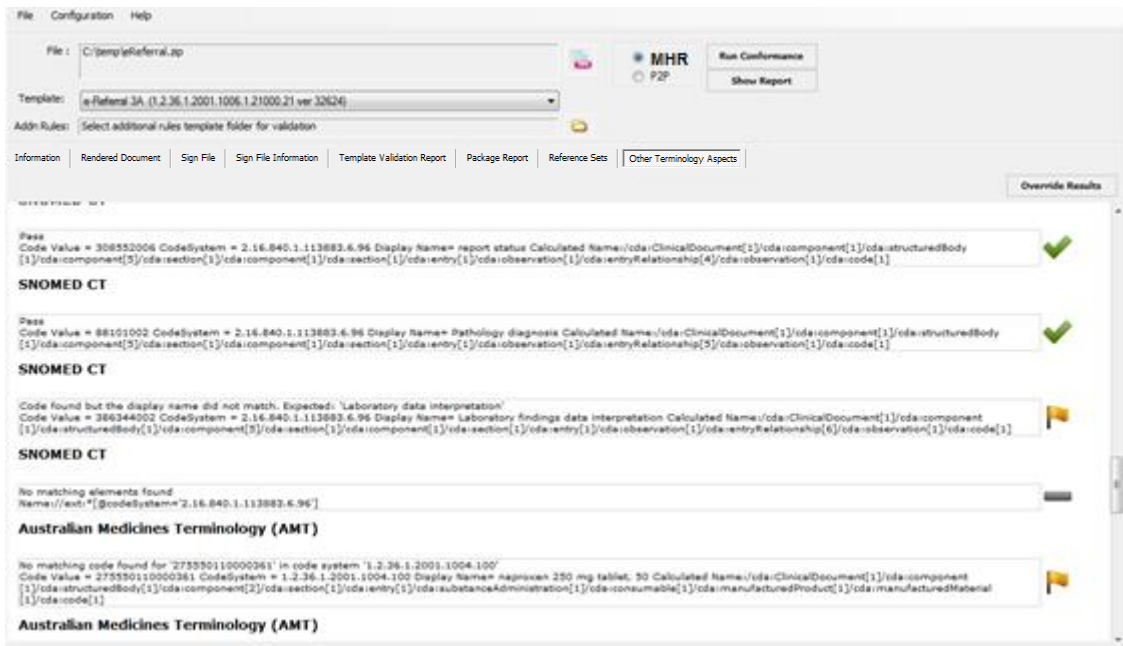 File Configuration Help
File : C:\temp\eReferral.zip
MHR
P2P
Run Conformance
Show Report
Template: e-Referral 3A (1.2.36.1.2001.1006.1.21000.21 ver 32624)
Addn Rules: Select additional rules template folder for validation
Information Rendered Document Sign File Sign File Information Template Validation Report Package Report Reference Sets Other Terminology Aspects
Override Results
SNOMED CT
Pass
Code Value = 308552006 CodeSystem = 2.16.840.1.113883.6.96 Display Name= report status Calculated Name:/cda:ClinicalDocument[1]/cda:component[1]/cda:structuredBody
[1]/cda:component[5]/cda:section[1]/cda:component[1]/cda:section[1]/cda:entry[1]/cda:observation[1]/cda:entryRelationship[4]/cda:observation[1]/cda:code[1]
SNOMED CT
Pass
Code Value = 88101002 CodeSystem = 2.16.840.1.113883.6.96 Display Name= Pathology diagnosis Calculated Name:/cda:ClinicalDocument[1]/cda:component[1]/cda:structuredBody
[1]/cda:component[5]/cda:section[1]/cda:component[1]/cda:section[1]/cda:entry[1]/cda:observation[1]/cda:entryRelationship[5]/cda:observation[1]/cda:code[1]
SNOMED CT
Code found but the display name did not match. Expected: 'Laboratory data interpretation'
Code Value = 386344002 CodeSystem = 2.16.840.1.113883.6.96 Display Name= Laboratory findings data interpretation Calculated Name:/cda:ClinicalDocument[1]/cda:component
[1]/cda:structuredBody[1]/cda:component[5]/cda:section[1]/cda:component[1]/cda:section[1]/cda:entry[1]/cda:observation[1]/cda:entryRelationship[6]/cda:observation[1]/cda:code[1]
SNOMED CT
No matching elements found
Name://ext:*[@codeSystem='2.16.840.1.113883.6.96']
Australian Medicines Terminology (AMT)
No matching code found for '275550110000361' in code system '1.2.36.1.2001.1004.100'
Code Value = 275550110000361 CodeSystem = 1.2.36.1.2001.1004.100 Display Name= naproxen 250 mg tablet, 50 Calculated Name:/cda:ClinicalDocument[1]/cda:component
[1]/cda:structuredBody[1]/cda:component[2]/cda:section[1]/cda:entry[1]/cda:substanceAdministration[1]/cda:consumable[1]/cda:manufacturedProduct[1]/cda:manufacturedMaterial
[1]/cda:code[1]
Australian Medicines Terminology (AMT)